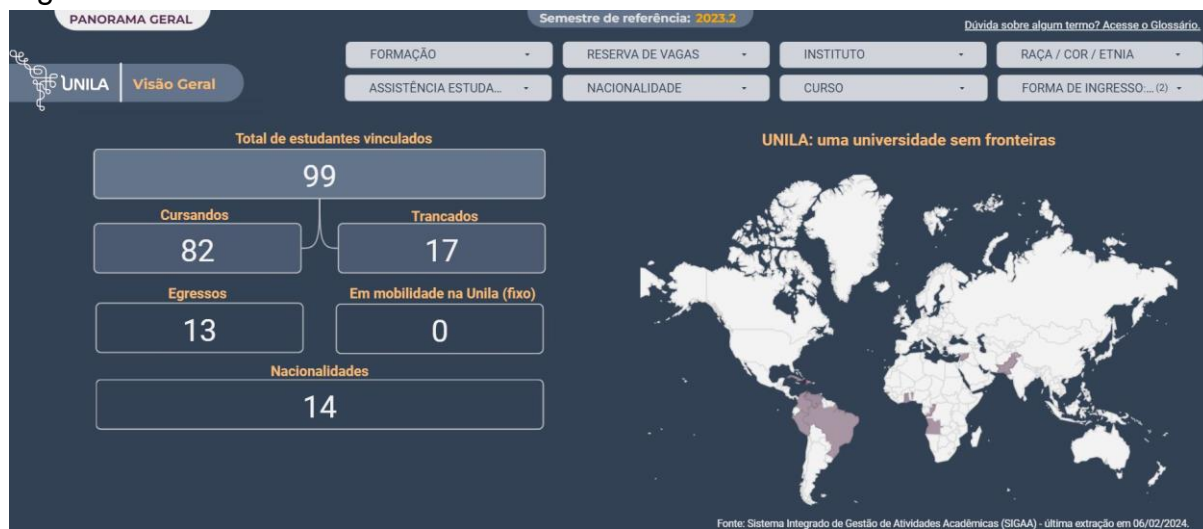 PANORAMA GERAL
Semestre de referência: 2023.2
Dúvida sobre algum termo? Acesse o Glossário.
FORMAÇÃO
RESERVA DE VAGAS
INSTITUTO
RAÇA / COR / ETNIA
UNILA
Visão Geral
ASSISTÊNCIA ESTUDA...
NACIONALIDADE
CURSO
FORMA DE INGRESSO:... (2)
Total de estudantes vinculados
99
Cursandos
82
Trancados
17
Egressos
13
Em mobilidade na Unila (fixo)
0
Nacionalidades
14
UNILA: uma universidade sem fronteiras
Fonte: Sistema Integrado de Gestão de Atividades Acadêmicas (SIGAA) - última extração em 06/02/2024.